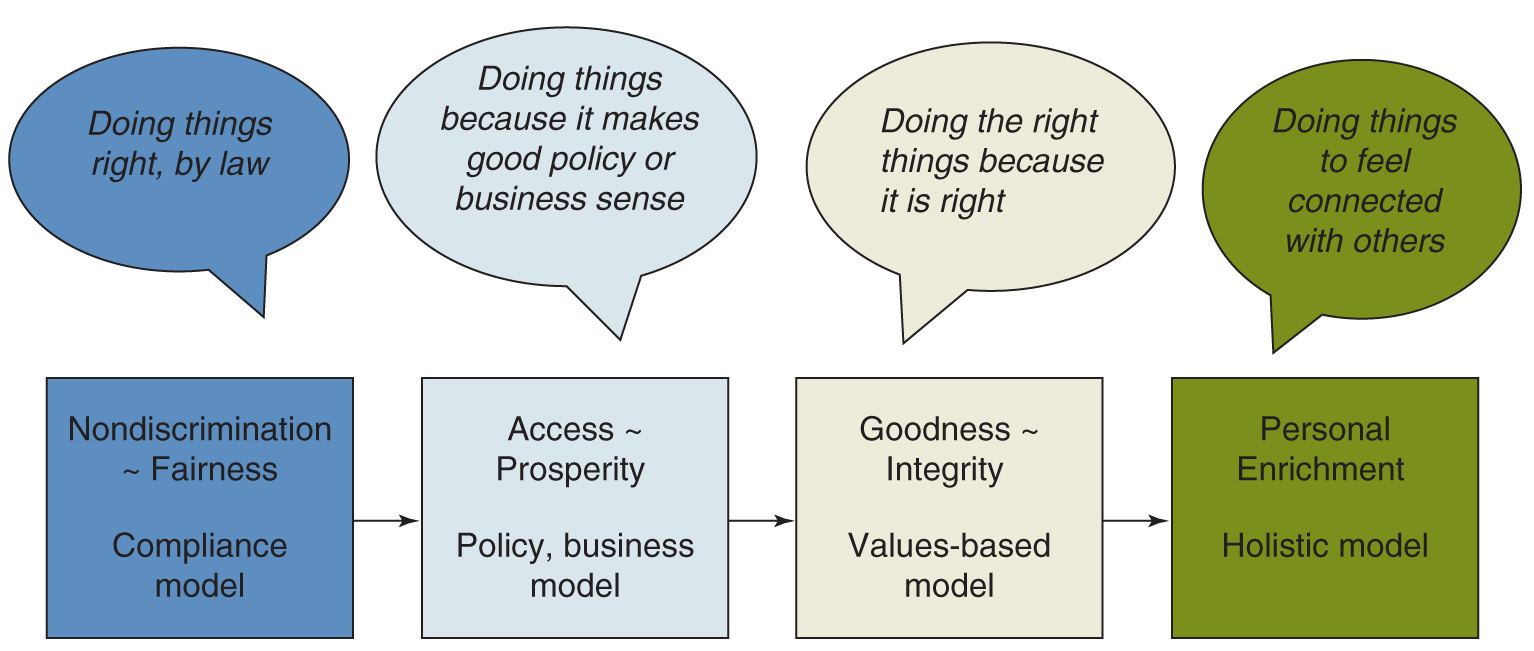 Doing things
right, by law
Doing things
because it makes
good policy or
business sense
Doing the right
things because
it is right
Doing things
to feel
connected
with others
Nondiscrimination
~ Fairness
Compliance
model
Access ~
Prosperity
Policy, business
model
Goodness ~
Integrity
Values-based
model
Personal
Enrichment
Holistic model